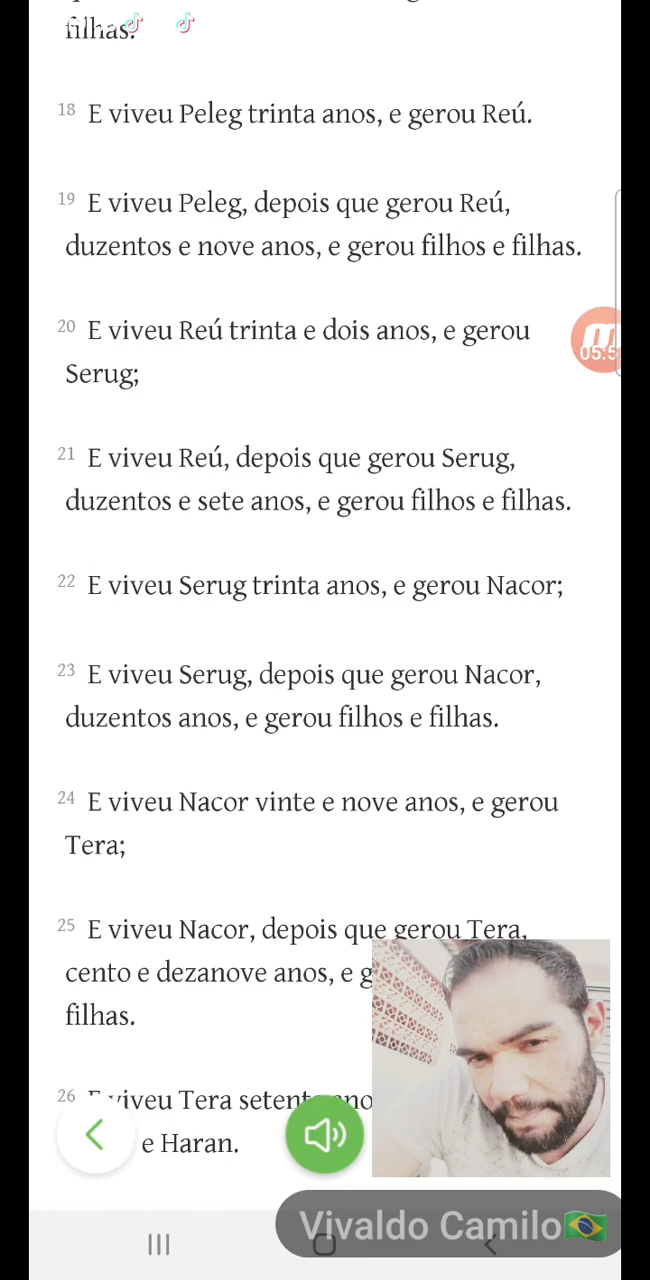 filhas.
18 E viveu Peleg trinta anos, e gerou Reú.
19 E viveu Peleg, depois que gerou Reú,
duzentos e nove anos, e gerou filhos e filhas.
20 E viveu Reú trinta e dois anos, e gerou
Serug;
21 E viveu Reú, depois que gerou Serug,
duzentos e sete anos, e gerou filhos e filhas.
22 E viveu Serug trinta anos, e gerou Nacor;
23 E viveu Serug, depois que gerou Nacor,
duzentos anos, e gerou filhos e filhas.
24 E viveu Nacor vinte e nove anos, e gerou
Tera;
25 E viveu Nacor, depois que gerou Tera,
cento e dezanove anos, e
filhas.
26 viveu Tera
e Haran.
05:5
Vivaldo Camilo